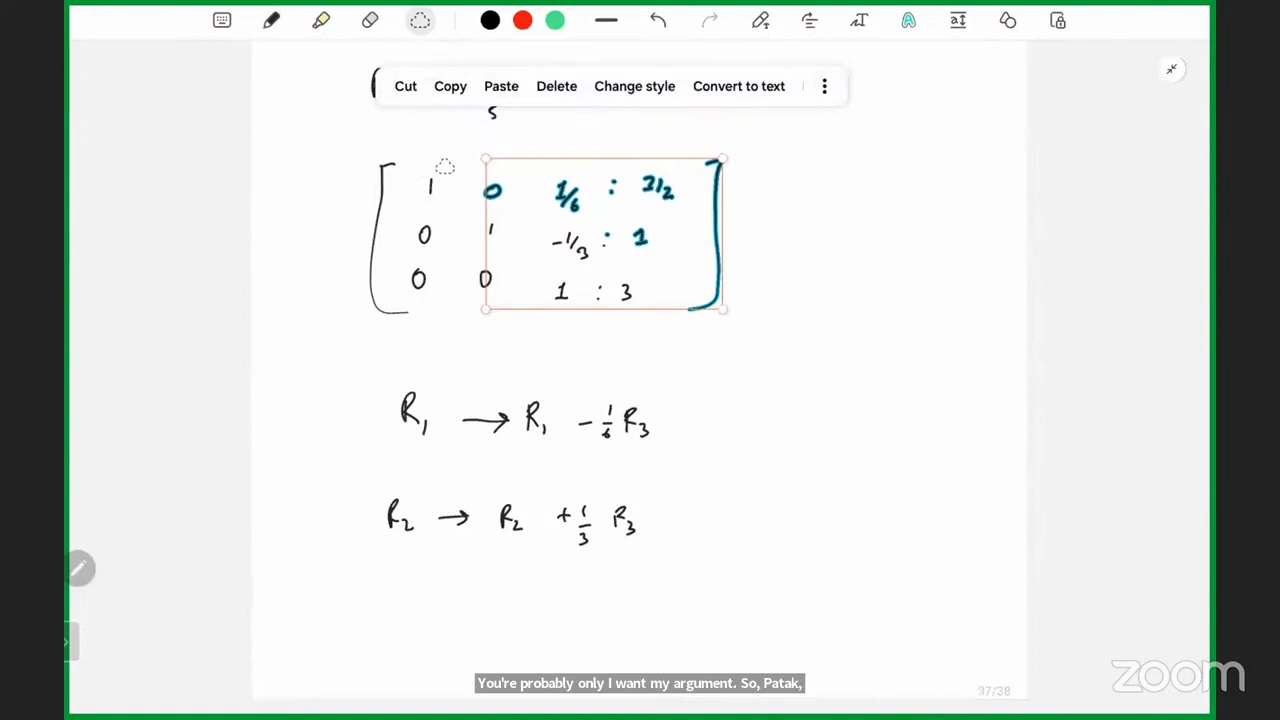 Cut Copy Paste Delete Change style Convert to text
s
1 0 1/6 : 21/2
0 1 -1/3 : 1
0 0 1 : 3
R1 → R1 - 1/6 R3
R2 → R2 + 1/3 R3
You're probably only I want my argument. So, Patak,
zoom
37/38